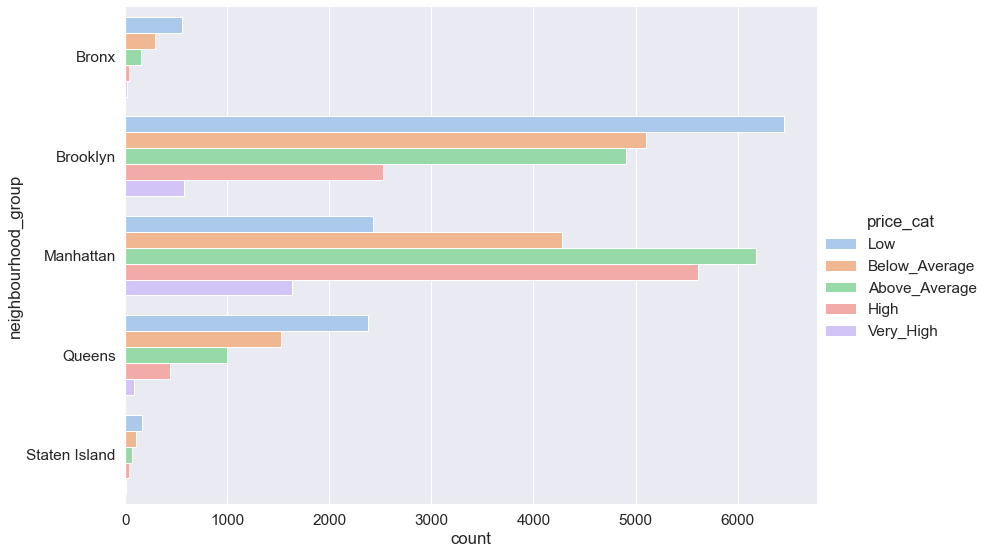 neighbourhood_group
Bronx
Brooklyn
Manhattan
Queens
Staten Island
0 1000 2000 3000 4000 5000 6000
count
price_cat
Low
Below_Average
Above_Average
High
Very_High